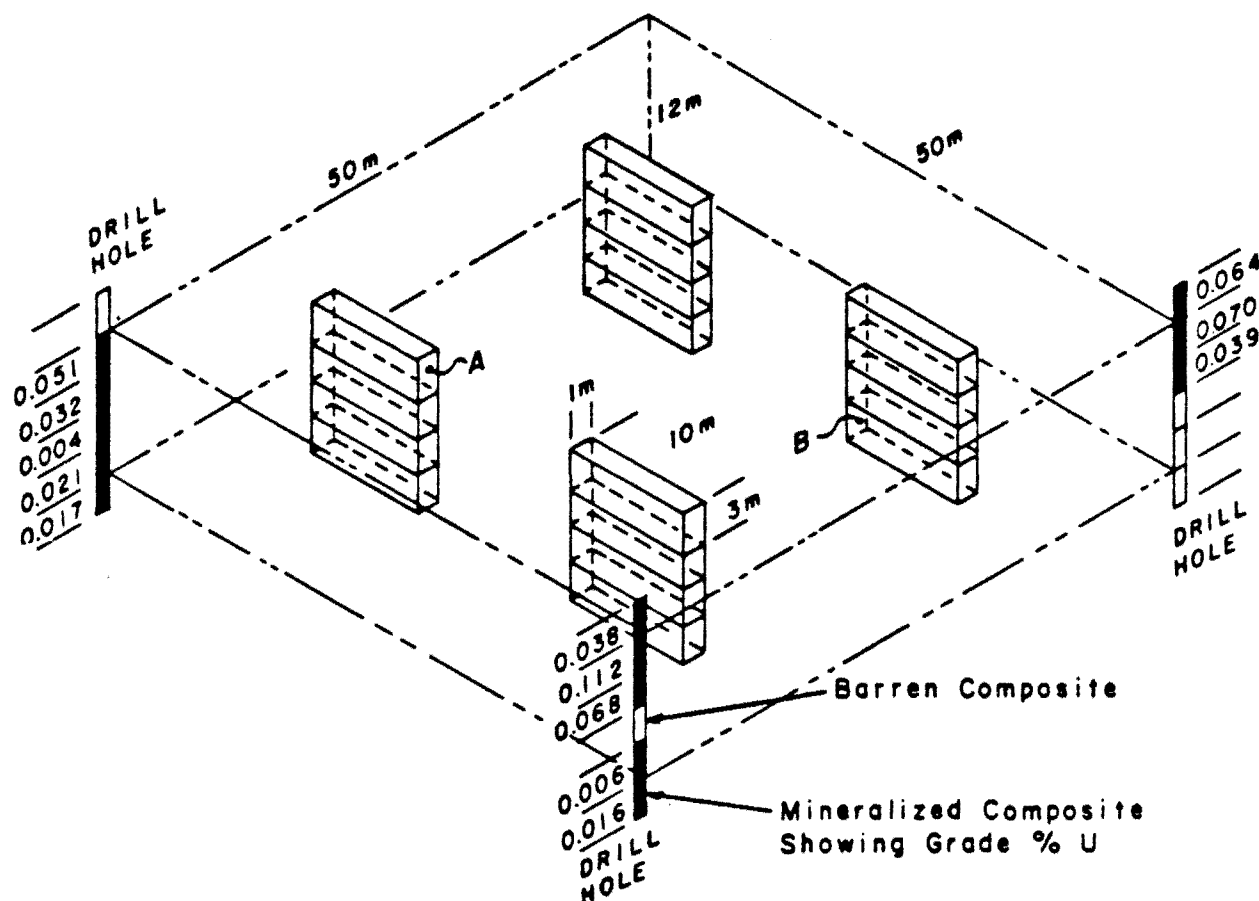 12m
50m
50m
DRILL
HOLE
0.051
0.032
0.004
0.021
0.017
A
1m
10m
3m
B
0.064
0.070
0.039
DRILL
HOLE
0.038
0.112
0.068
0.006
0.016
DRILL
HOLE
Barren Composite
Mineralized Composite
Showing Grade % U